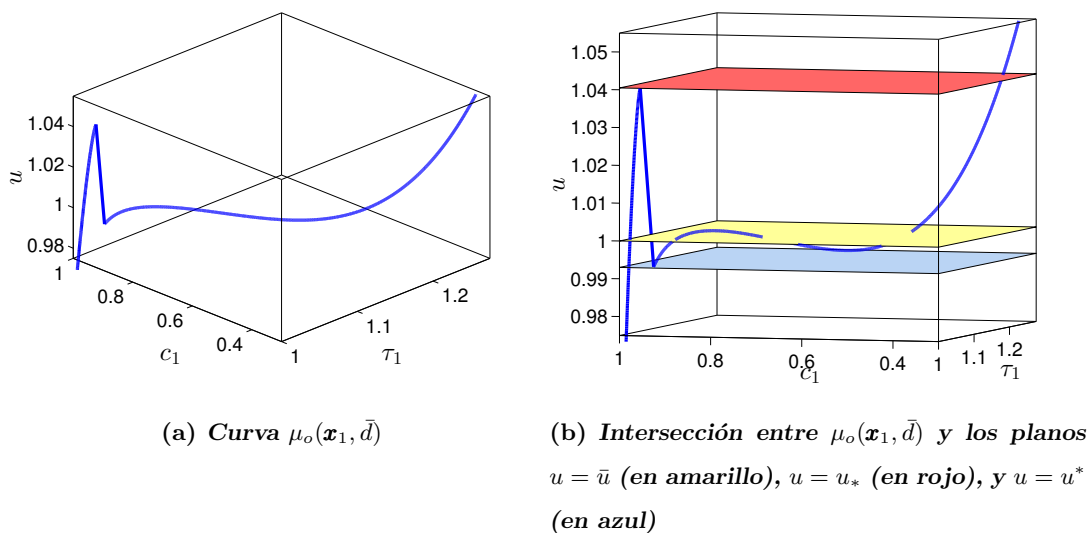 1.04
1.02
1
0.98
u
1
0.8
0.6
0.4
c₁
1
1.1
1.2
τ₁
1.05
1.04
1.03
1.02
1.01
1
0.99
0.98
u
1
0.8
0.6
0.4
c₁
1
1.1
1.2
τ₁
(a) Curva μₒ(𝒙₁, d̄)
(b) Intersección entre μₒ(𝒙₁, d̄) y los planos
u = ū (en amarillo), u = u₎ (en rojo), y u = u*
(en azul)